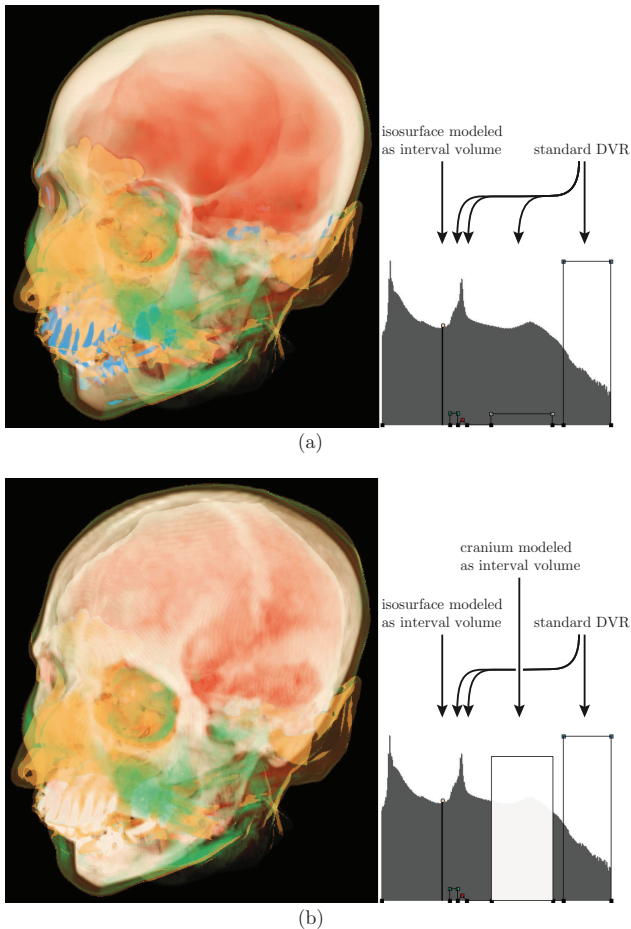 isosurface modeled
as interval volume
standard DVR
(a)
cranium modeled
as interval volume
isosurface modeled
as interval volume
standard DVR
(b)